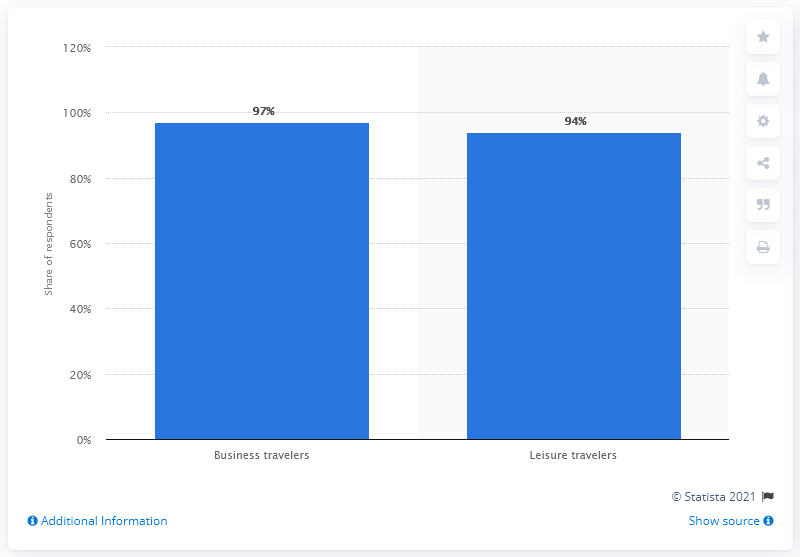 120%
100%
80%
60%
40%
20%
0%
Share of respondents
97%
94%
Business travelers
Leisure travelers
© Statista 2021
Additional Information
Show source